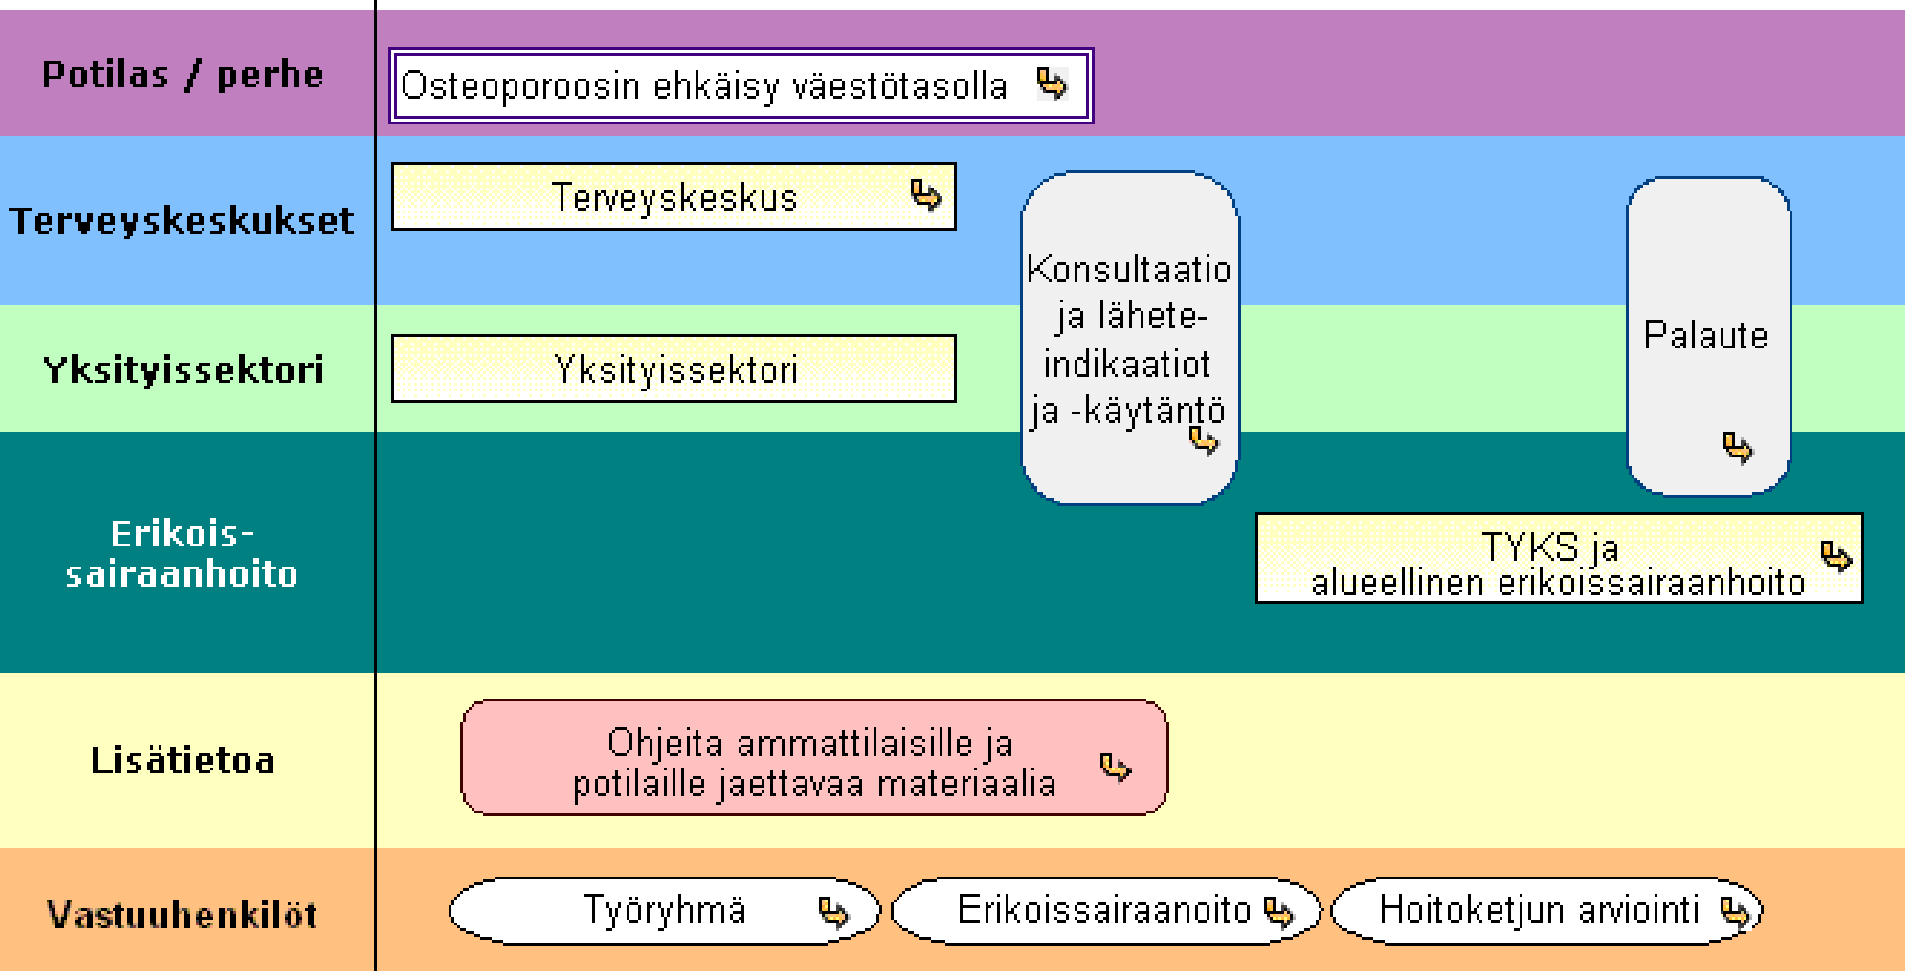 Potilas / perhe
Osteoporoosin ehkäisy väestötasolla
Terveyskeskukset
Terveyskeskus
Konsultaatio
ja lähete-
indikaatiot
ja -käytäntö
Palaute
Yksityissektori
Yksityissektori
Erikois-
sairaanhoito
TYKS ja
alueellinen erikoissairaanhoito
Lisätietoa
Ohjeita ammattilaisille ja
potilaille jaettavaa materiaalia
Vastuuhenkilöt
Työryhmä
Erikoissairaanoito
Hoitoketjun arviointi